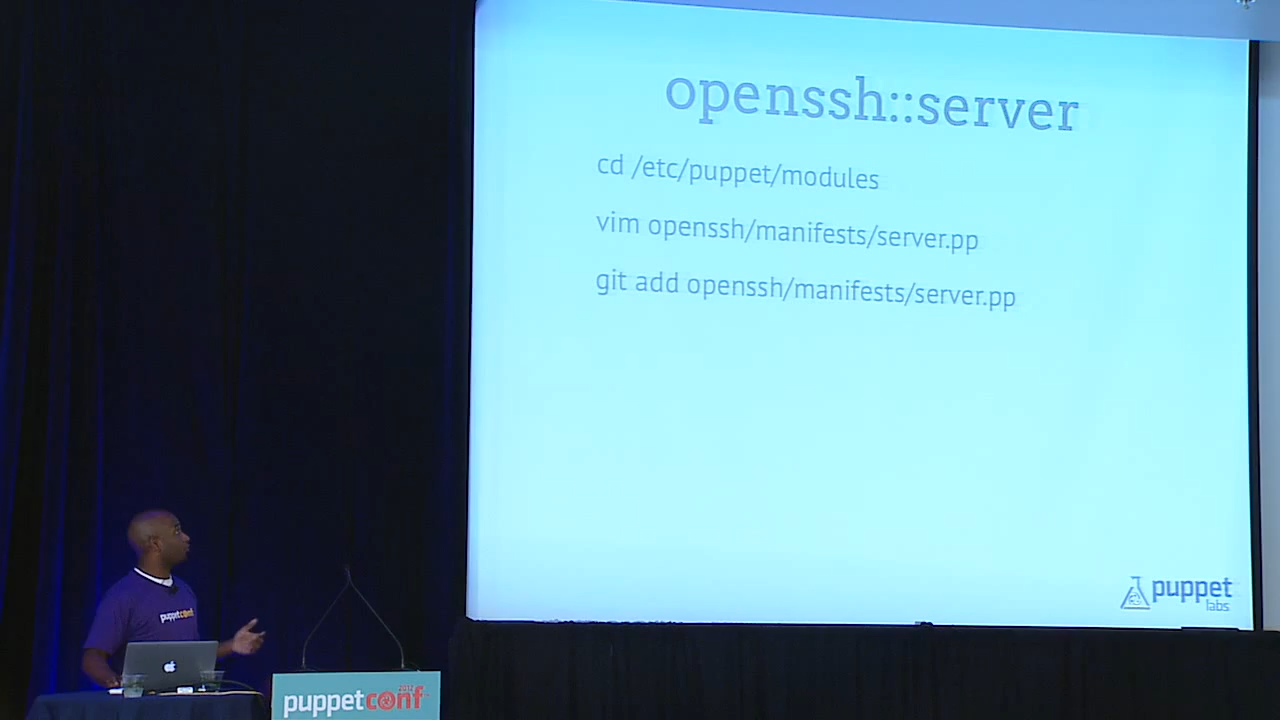 openssh::server
cd /etc/puppet/modules
vim openssh/manifests/server.pp
git add openssh/manifests/server.pp
puppet
labs
puppetconf
puppetconf